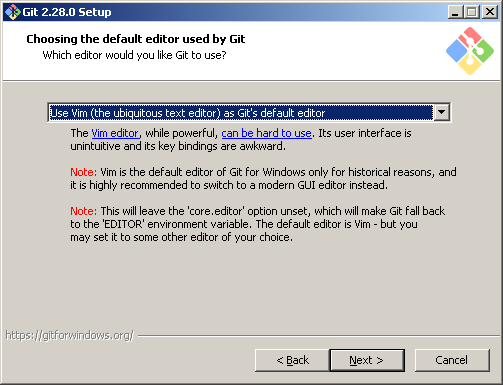 Git 2.28.0 Setup
Choosing the default editor used by Git
Which editor would you like Git to use?
Use Vim (the ubiquitous text editor) as Git's default editor
The Vim editor, while powerful, can be hard to use. Its user interface is
unintuitive and its key bindings are awkward.
Note: Vim is the default editor of Git for Windows only for historical reasons, and
it is highly recommended to switch to a modern GUI editor instead.
Note: This will leave the 'core.editor' option unset, which will make Git fall back
to the 'EDITOR' environment variable. The default editor is Vim - but you
may set it to some other editor of your choice.
https://gitforwindows.org/
< Back
Next >
Cancel